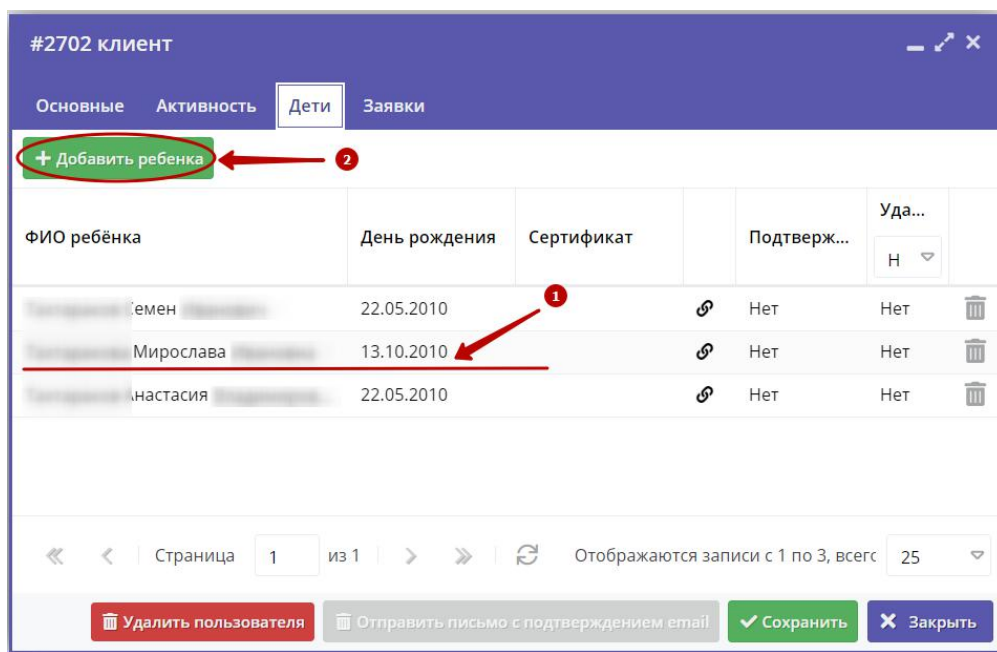 #2702 клиент
Основные Активность Дети Заявки
+ Добавить ребенка 2
Уда...
ФИО ребёнка День рождения Сертификат Подтверж...
Н
1
Семен 22.05.2010 Нет Нет
Мирослава 13.10.2010 Нет Нет
Анастасия 22.05.2010 Нет Нет
Страница 1 из 1 Отображаются записи с 1 по 3, всего 25
Удалить пользователя Отправить письмо с подтверждением email Сохранить Закрыть